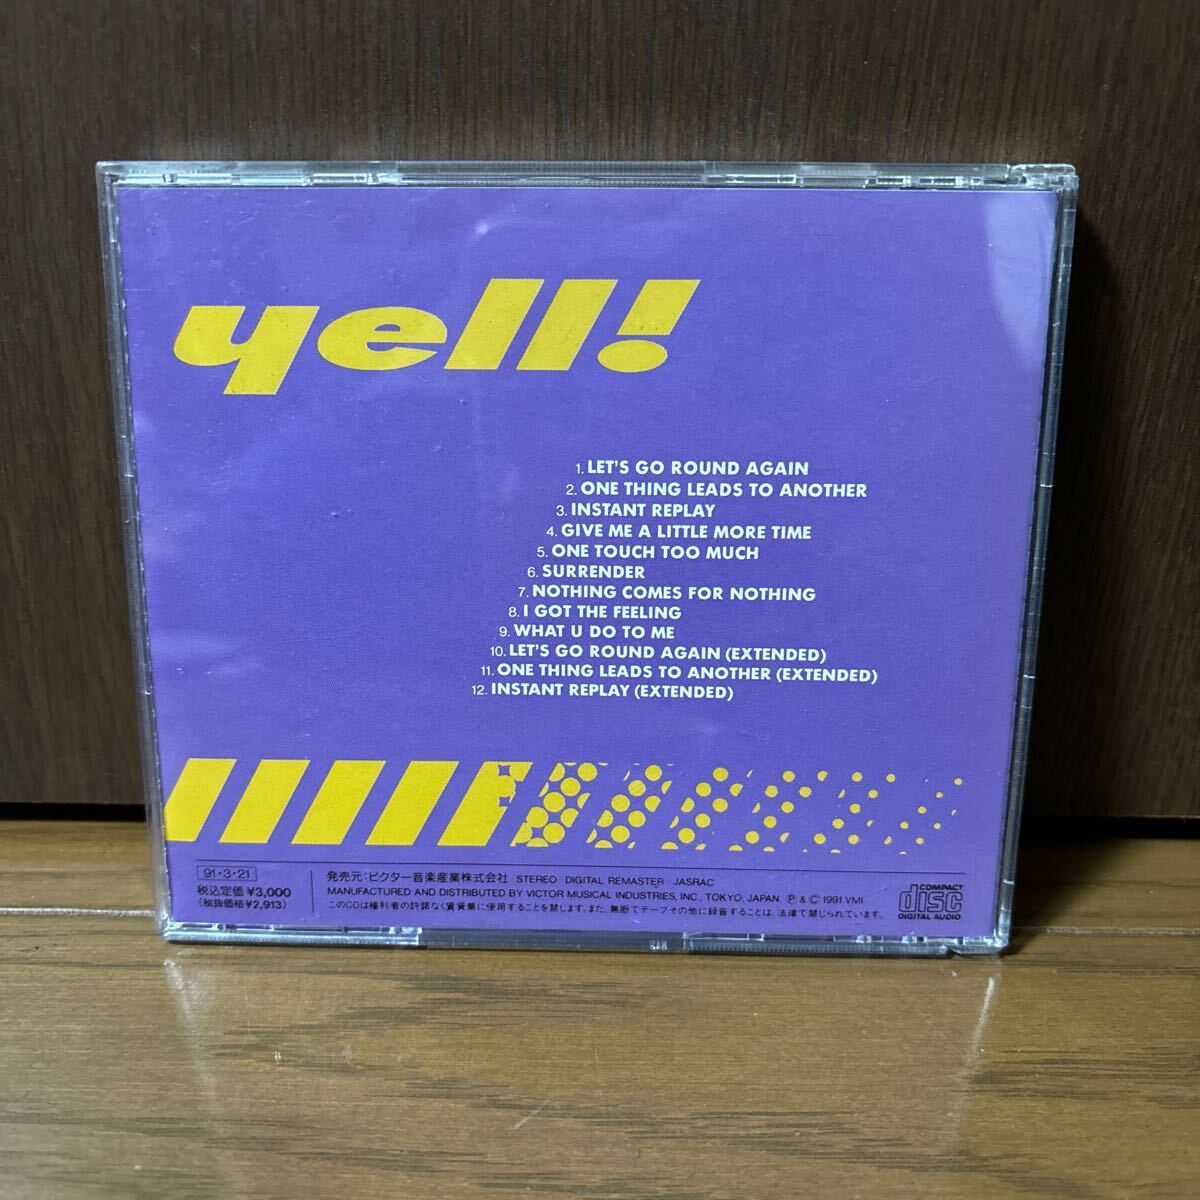 yell!
1. LET'S GO ROUND AGAIN
2. ONE THING LEADS TO ANOTHER
3. INSTANT REPLAY
4. GIVE ME A LITTLE MORE TIME
5. ONE TOUCH TOO MUCH
6. SURRENDER
7. NOTHING COMES FOR NOTHING
8. I GOT THE FEELING
9. WHAT U DO TO ME
10. LET'S GO ROUND AGAIN (EXTENDED)
11. ONE THING LEADS TO ANOTHER (EXTENDED)
12. INSTANT REPLAY (EXTENDED)
91・3・21
税込定価 ¥3,000
(税抜価格 ¥2,913)
発売元:ビクター音楽産業株式会社 STEREO DIGITAL REMASTER JASRAC
MANUFACTURED AND DISTRIBUTED BY VICTOR MUSICAL INDUSTRIES, INC., TOKYO, JAPAN. Ⓟ & © 1991 VMI
このCDは権利者の許諾なく賃貸業に使用することを禁じます。また、無断でテープその他に録音することは、法律で禁じられています。
COMPACT
disc
DIGITAL AUDIO